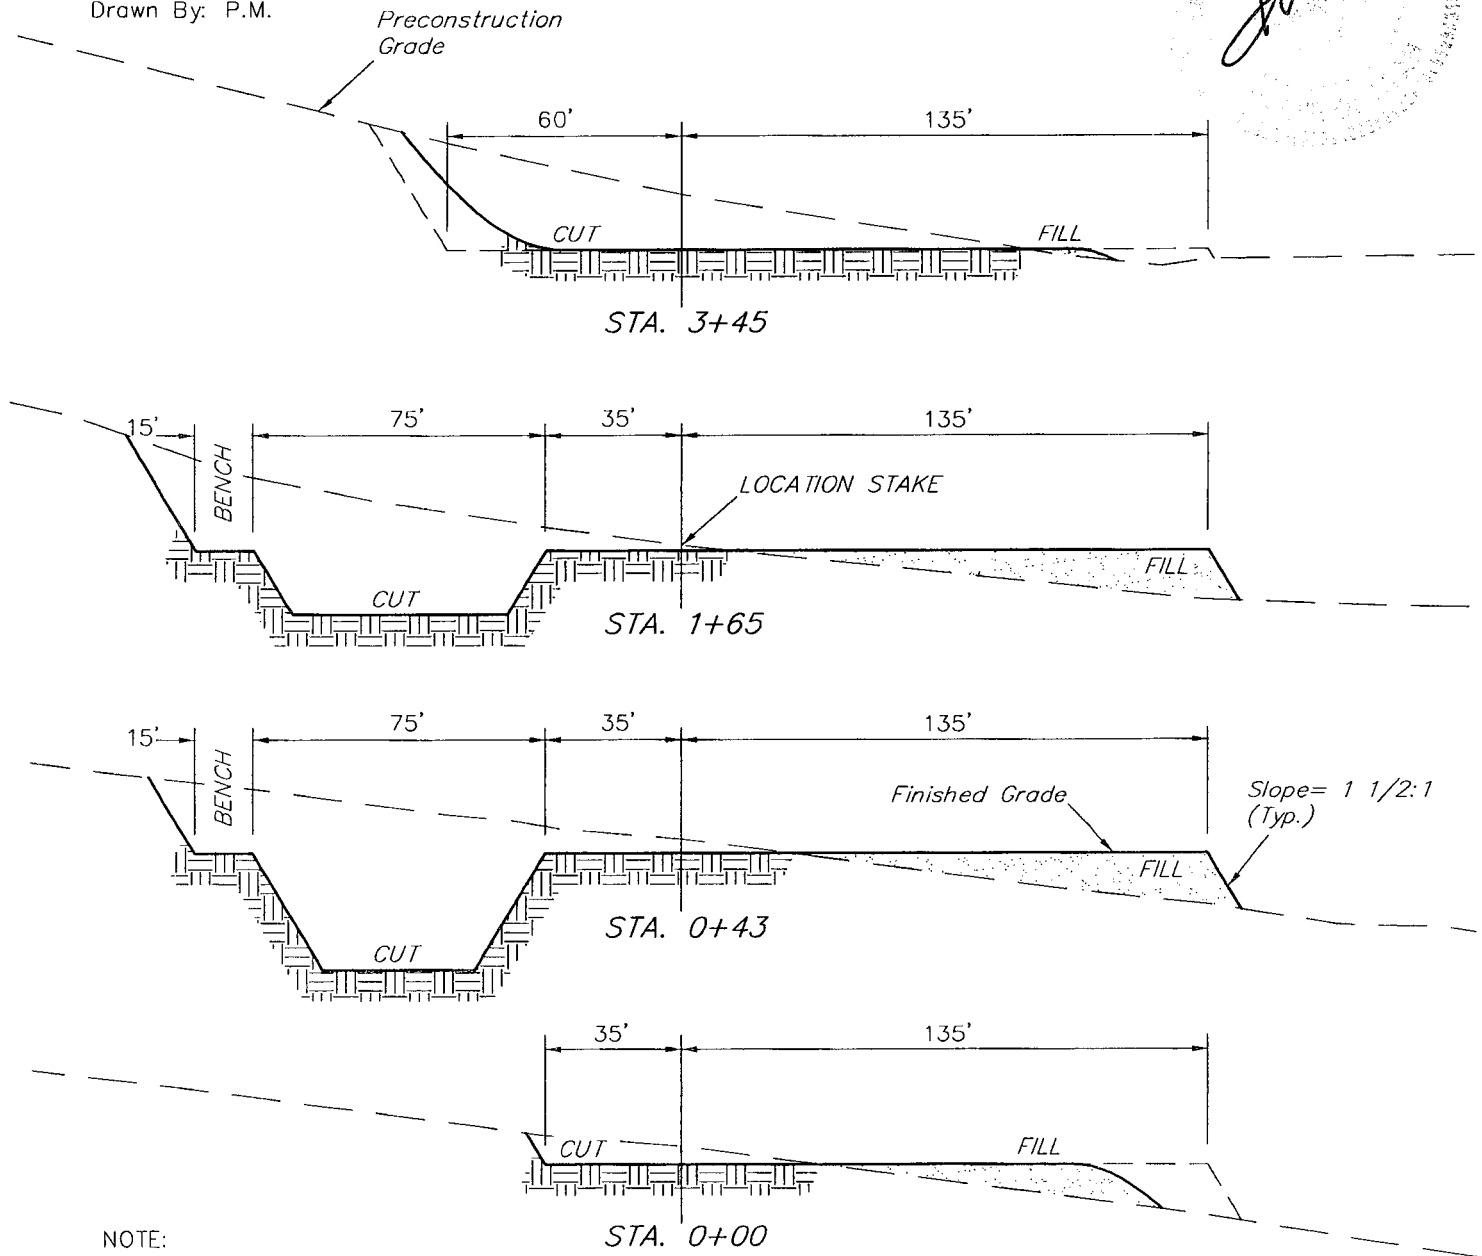 Drawn By: P.M.
Preconstruction
Grade
60' 135'
CUT FILL
STA. 3+45
15' BENCH 75' 35' 135'
LOCATION STAKE
CUT FILL
STA. 1+65
15' BENCH 75' 35' 135'
Finished Grade
Slope= 1 1/2:1
(Typ.)
FILL
CUT
STA. 0+43
35' 135'
CUT FILL
STA. 0+00
NOTE: